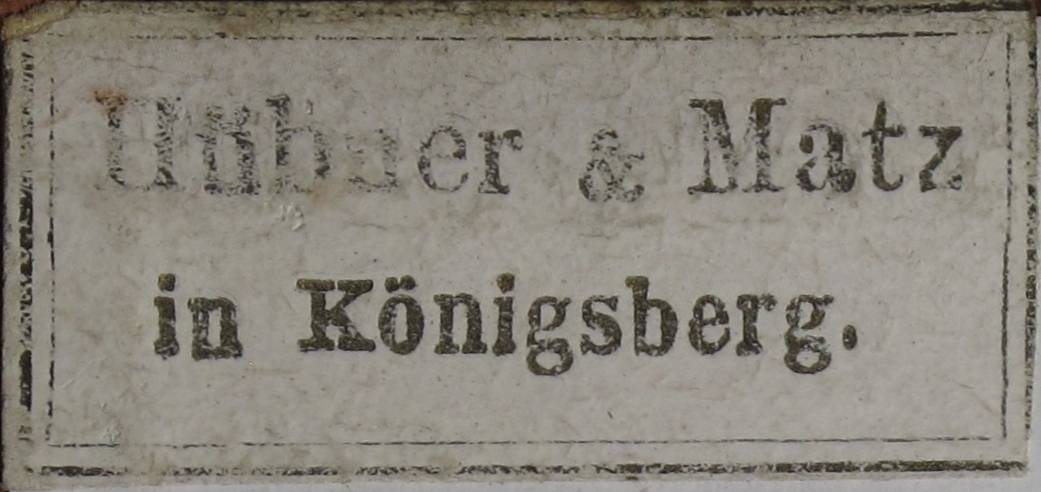 Hübner & Matz
in Königsberg.